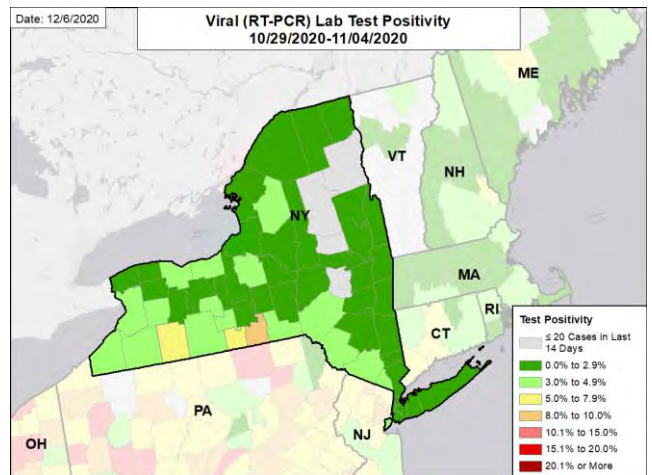 Date: 12/6/2020
Viral (RT-PCR) Lab Test Positivity
10/29/2020-11/04/2020
ME
VT
NH
NY
MA
CT
RI
PA
NJ
OH
Test Positivity
≤ 20 Cases in Last
14 Days
0.0% to 2.9%
3.0% to 4.9%
5.0% to 7.9%
8.0% to 10.0%
10.1% to 15.0%
15.1% to 20.0%
20.1% or More